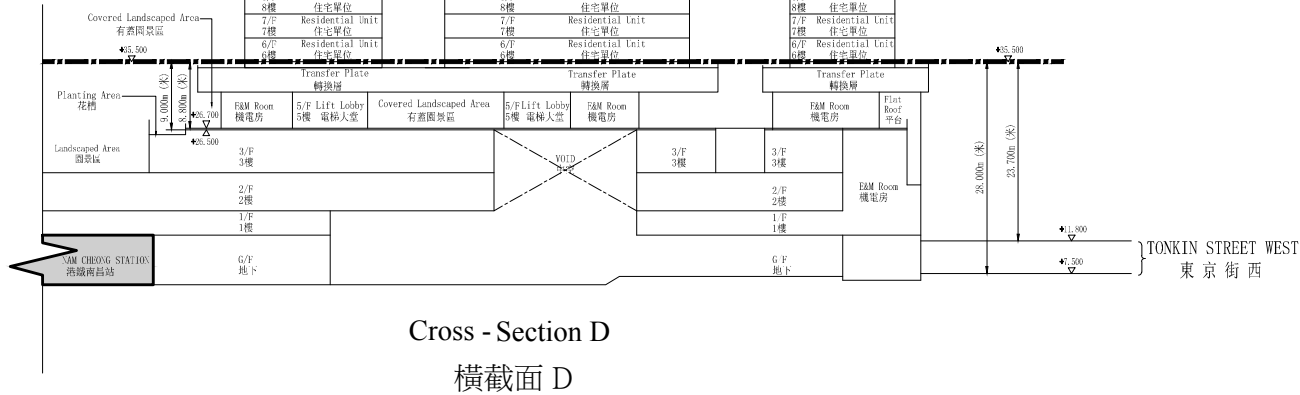 8樓 住宅單位
7/F Residential Unit
7樓 住宅單位
6/F Residential Unit
6樓 住宅單位
8樓 住宅單位
7/F Residential Unit
7樓 住宅單位
6/F Residential Unit
6樓 住宅單位
8樓 住宅單位
7/F Residential Unit
7樓 住宅單位
6/F Residential Unit
6樓 住宅單位
Covered Landscaped Area
有蓋園景區
+35.500
+35.500
Transfer Plate
轉換層
Transfer Plate
轉換層
Transfer Plate
轉換層
Planting Area
花槽
9.000m (米)
8.800m (米)
+26.700
+26.500
E&M Room
機電房
5/F Lift Lobby
5樓 電梯大堂
Covered Landscaped Area
有蓋園景區
5/F Lift Lobby
5樓 電梯大堂
E&M Room
機電房
E&M Room
機電房
Flat
Roof
平台
Landscaped Area
園景區
3/F
3樓
VOID
3/F
3樓
3/F
3樓
28.000m (米)
23.700m (米)
2/F
2樓
2/F
2樓
E&M Room
機電房
1/F
1樓
1/F
1樓
+11.800
NAM CHEONG STATION
港鐵南昌站
G/F
地下
G/F
地下
+7.500
TONKIN STREET WEST
東京街西
Cross - Section D
橫截面 D